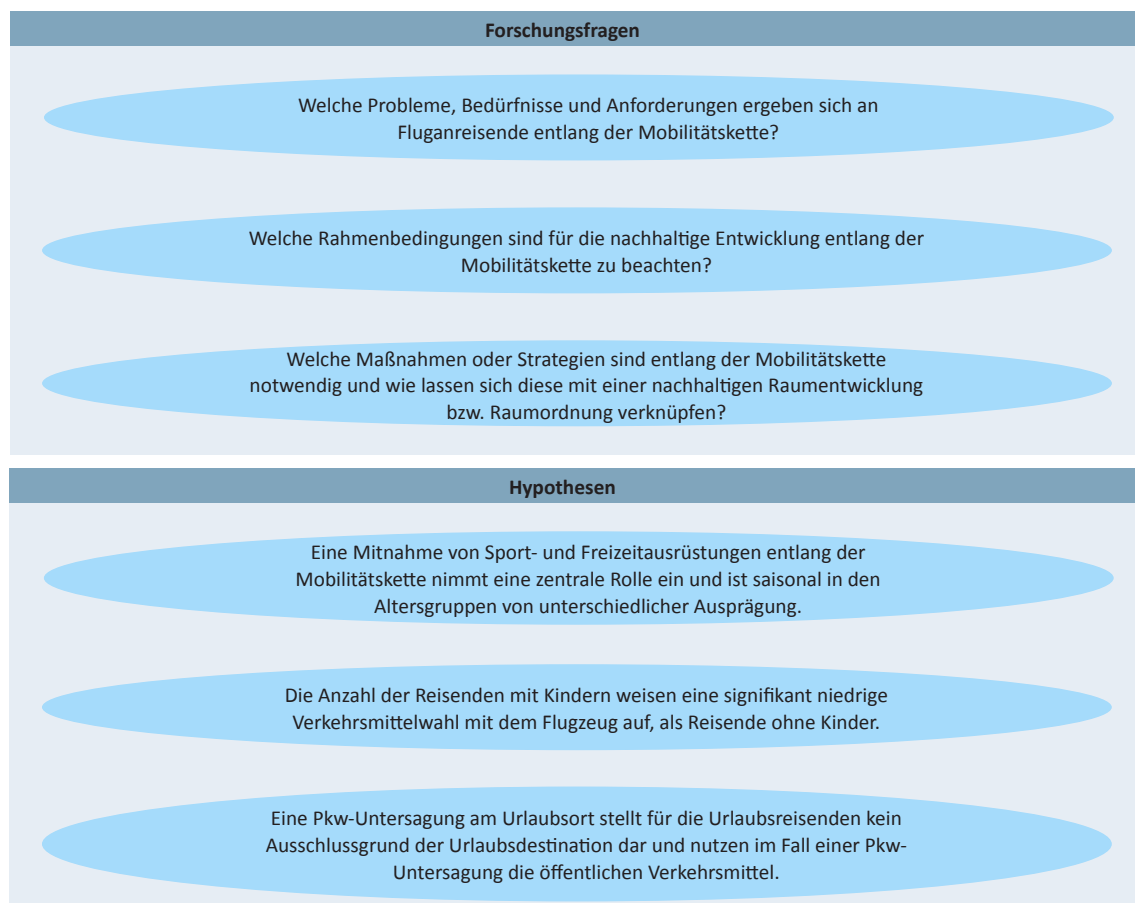 Forschungsfragen
Welche Probleme, Bedürfnisse und Anforderungen ergeben sich an
Fluganreisende entlang der Mobilitätskette?
Welche Rahmenbedingungen sind für die nachhaltige Entwicklung entlang der
Mobilitätskette zu beachten?
Welche Maßnahmen oder Strategien sind entlang der Mobilitätskette
notwendig und wie lassen sich diese mit einer nachhaltigen Raumentwicklung
bzw. Raumordnung verknüpfen?
Hypothesen
Eine Mitnahme von Sport- und Freizeitausrüstungen entlang der
Mobilitätskette nimmt eine zentrale Rolle ein und ist saisonal in den
Altersgruppen von unterschiedlicher Ausprägung.
Die Anzahl der Reisenden mit Kindern weisen eine signifikant niedrige
Verkehrsmittelwahl mit dem Flugzeug auf, als Reisende ohne Kinder.
Eine Pkw-Untersagung am Urlaubsort stellt für die Urlaubsreisenden kein
Ausschlussgrund der Urlaubsdestination dar und nutzen im Fall einer Pkw-
Untersagung die öffentlichen Verkehrsmittel.